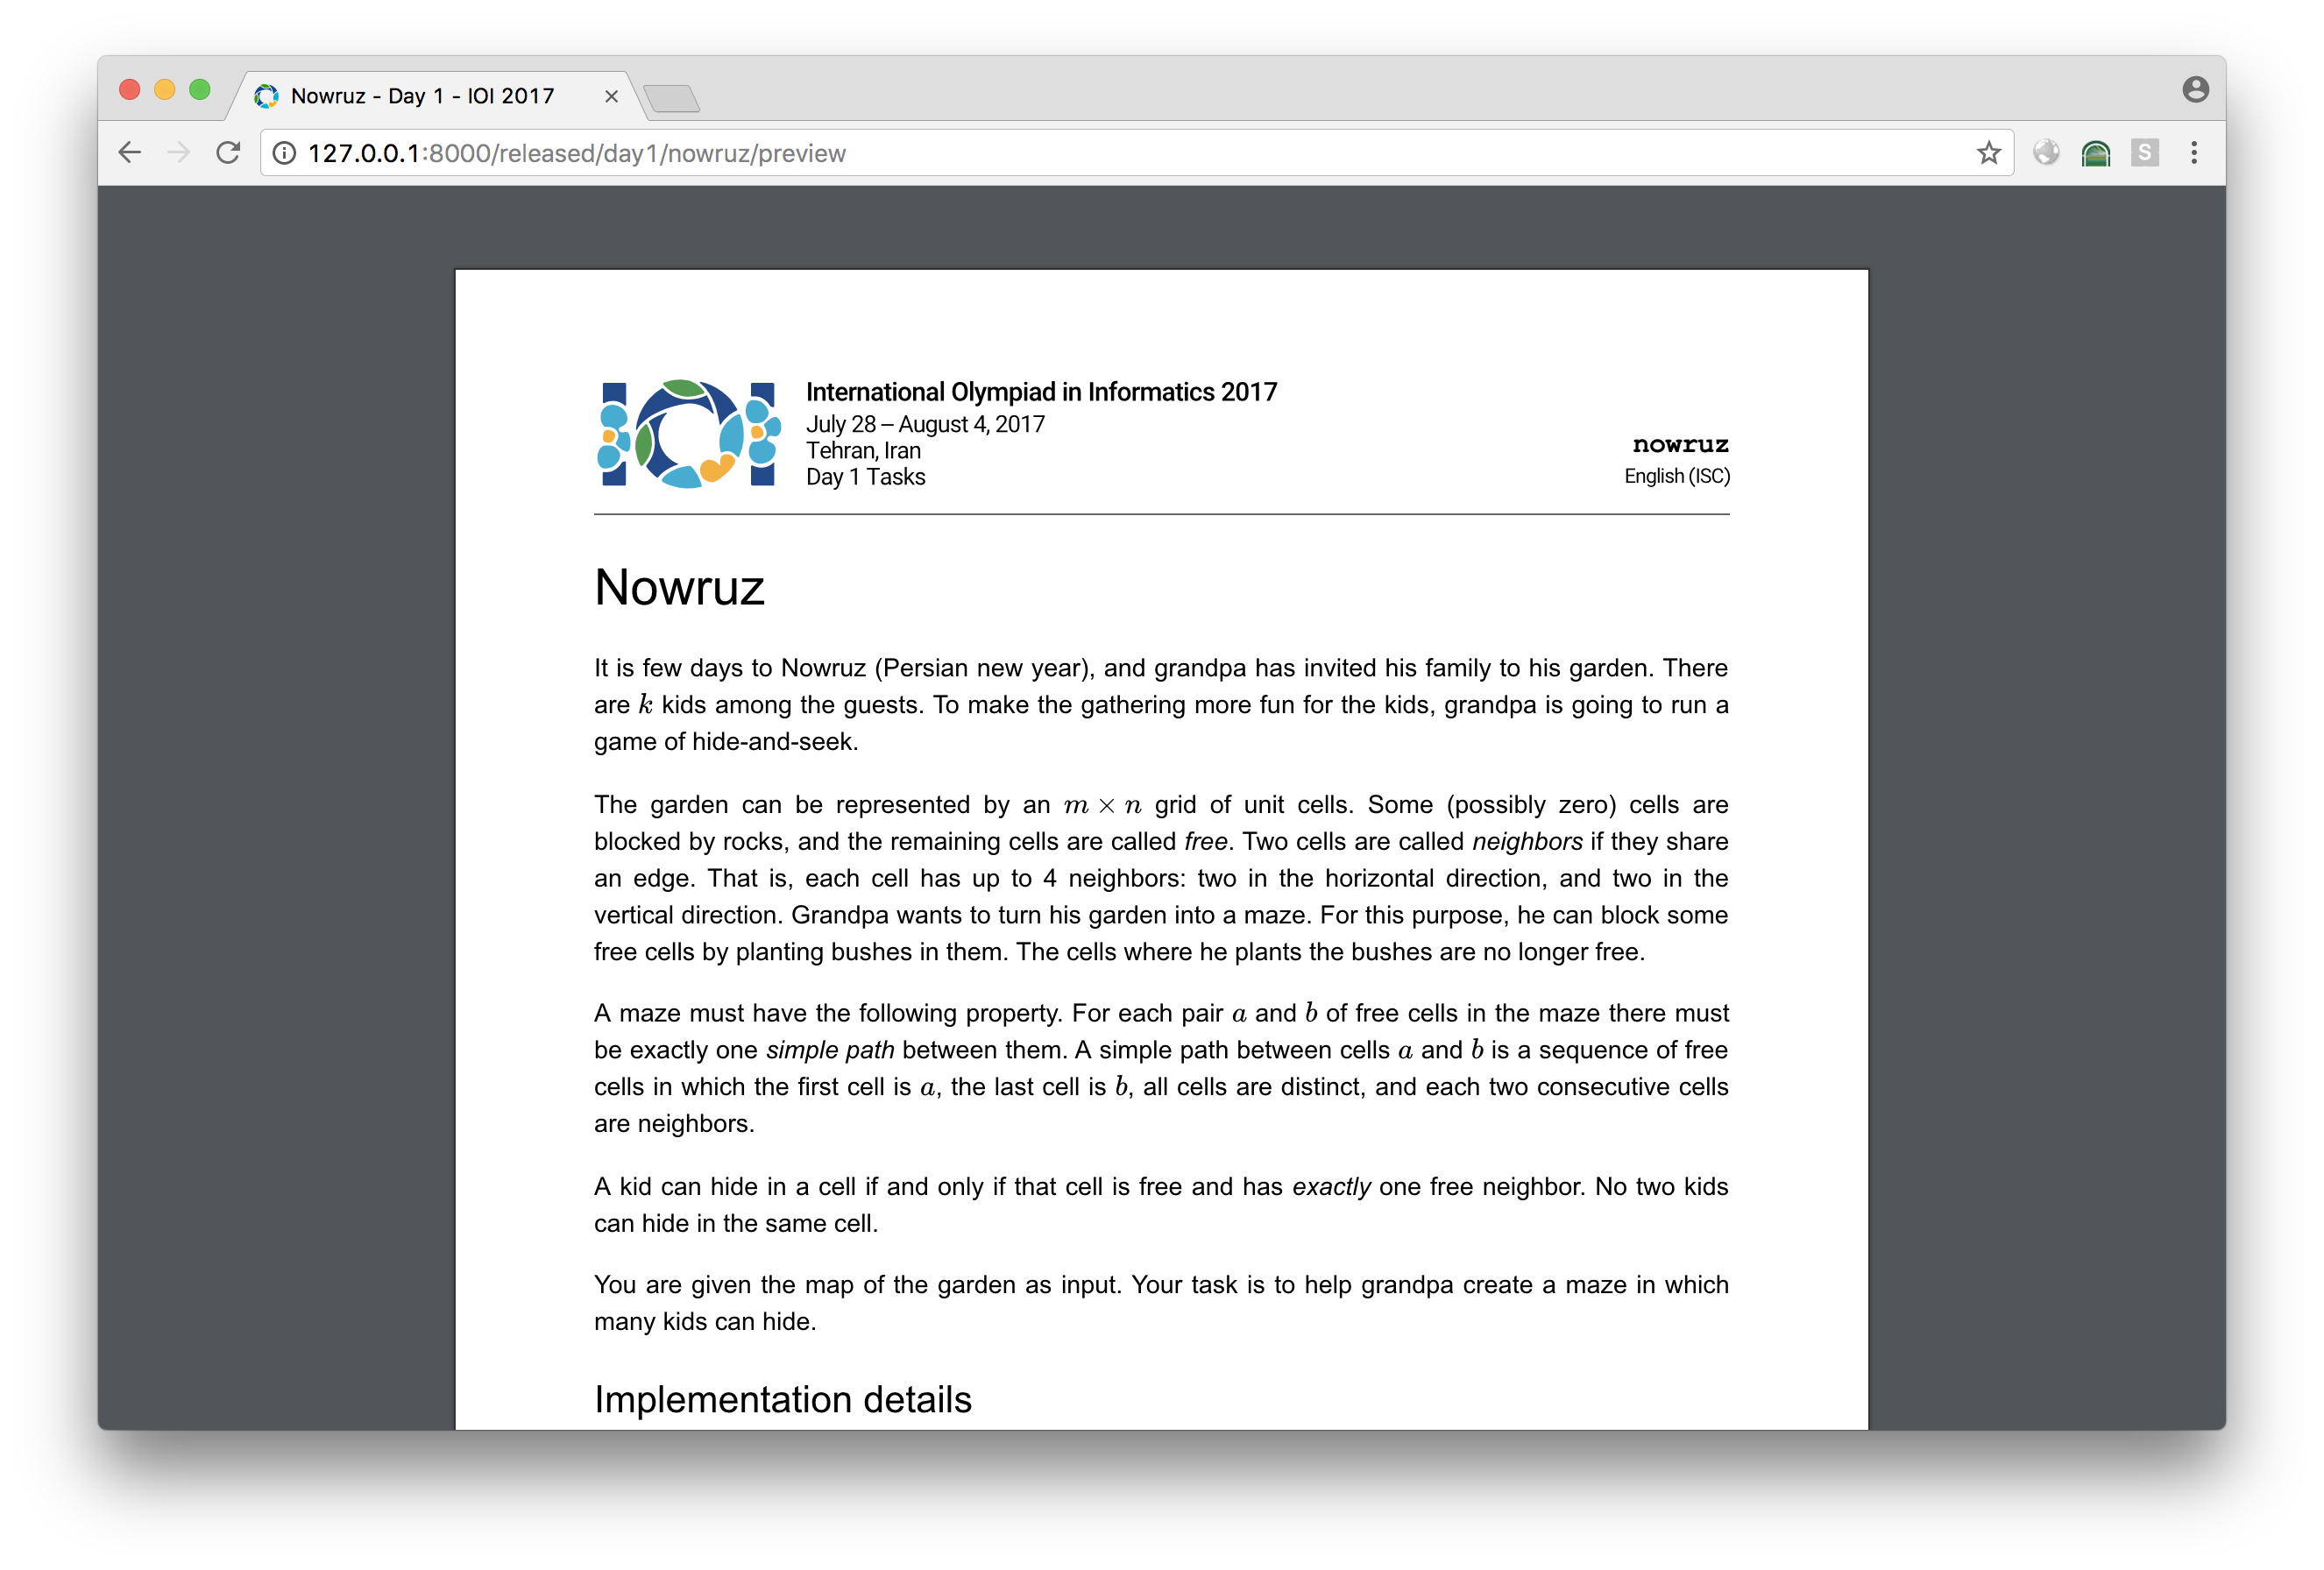 Nowruz - Day 1 - IOI 2017
127.0.0.1:8000/released/day1/nowruz/preview
S
IOI
International Olympiad in Informatics 2017
July 28 – August 4, 2017
Tehran, Iran
Day 1 Tasks
nowruz
English (ISC)
Nowruz
It is few days to Nowruz (Persian new year), and grandpa has invited his family to his garden. There
are k kids among the guests. To make the gathering more fun for the kids, grandpa is going to run a
game of hide-and-seek.
The garden can be represented by an m × n grid of unit cells. Some (possibly zero) cells are
blocked by rocks, and the remaining cells are called free. Two cells are called neighbors if they share
an edge. That is, each cell has up to 4 neighbors: two in the horizontal direction, and two in the
vertical direction. Grandpa wants to turn his garden into a maze. For this purpose, he can block some
free cells by planting bushes in them. The cells where he plants the bushes are no longer free.
A maze must have the following property. For each pair a and b of free cells in the maze there must
be exactly one simple path between them. A simple path between cells a and b is a sequence of free
cells in which the first cell is a, the last cell is b, all cells are distinct, and each two consecutive cells
are neighbors.
A kid can hide in a cell if and only if that cell is free and has exactly one free neighbor. No two kids
can hide in the same cell.
You are given the map of the garden as input. Your task is to help grandpa create a maze in which
many kids can hide.
Implementation details